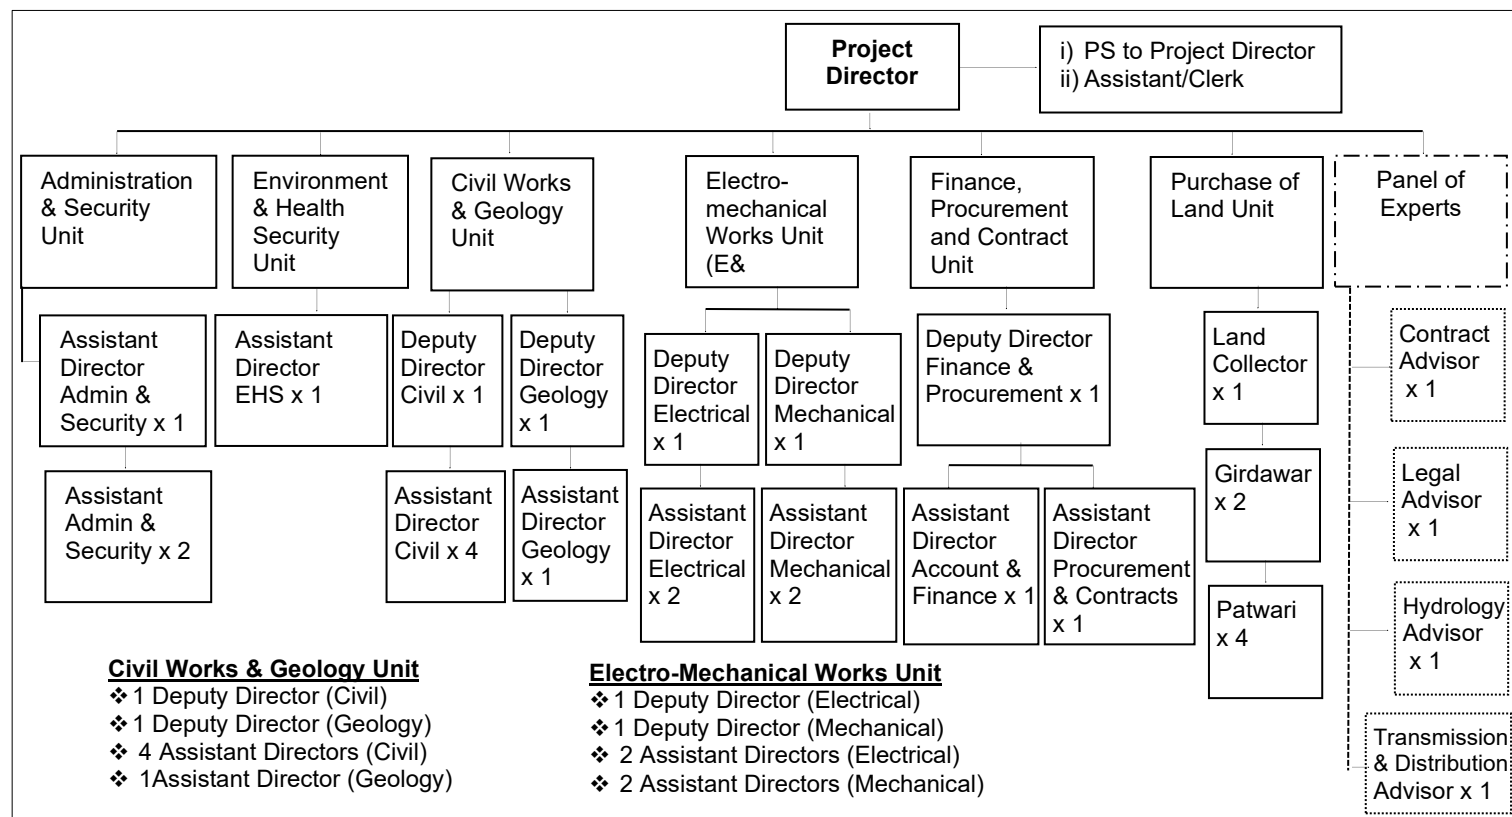 Project
Director
i) PS to Project Director
ii) Assistant/Clerk
Administration
& Security
Unit
Environment
& Health
Security
Unit
Civil Works
& Geology
Unit
Electro-
mechanical
Works Unit
(E&
Finance,
Procurement
and Contract
Unit
Purchase of
Land Unit
Panel of
Experts
Assistant
Director
Admin &
Security x 1
Assistant
Director
EHS x 1
Deputy
Director
Civil x 1
Deputy
Director
Geology
x 1
Deputy
Director
Electrical
x 1
Deputy
Director
Mechanical
x 1
Deputy Director
Finance &
Procurement x 1
Land
Collector
x 1
Contract
Advisor
x 1
Assistant
Admin &
Security x 2
Assistant
Director
Civil x 4
Assistant
Director
Geology
x 1
Assistant
Director
Electrical
x 2
Assistant
Director
Mechanical
x 2
Assistant
Director
Account &
Finance x 1
Assistant
Director
Procurement
& Contracts
x 1
Girdawar
x 2
Legal
Advisor
x 1
Patwari
x 4
Hydrology
Advisor
x 1
Transmission
& Distribution
Advisor x 1
Civil Works & Geology Unit
❖ 1 Deputy Director (Civil)
❖ 1 Deputy Director (Geology)
❖ 4 Assistant Directors (Civil)
❖ 1Assistant Director (Geology)
Electro-Mechanical Works Unit
❖ 1 Deputy Director (Electrical)
❖ 1 Deputy Director (Mechanical)
❖ 2 Assistant Directors (Electrical)
❖ 2 Assistant Directors (Mechanical)